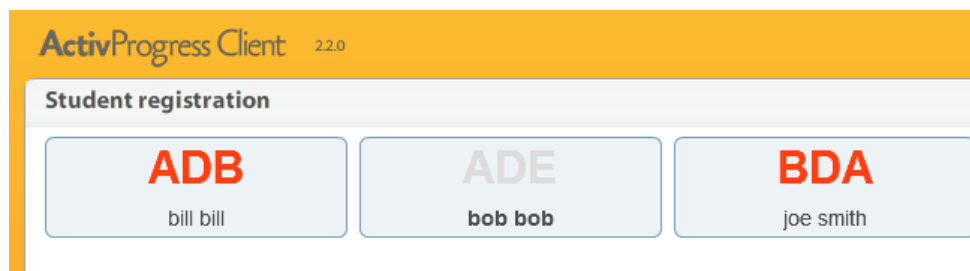 ActivProgress Client 2.2.0
Student registration
ADB ADE BDA
bill bill bob bob joe smith